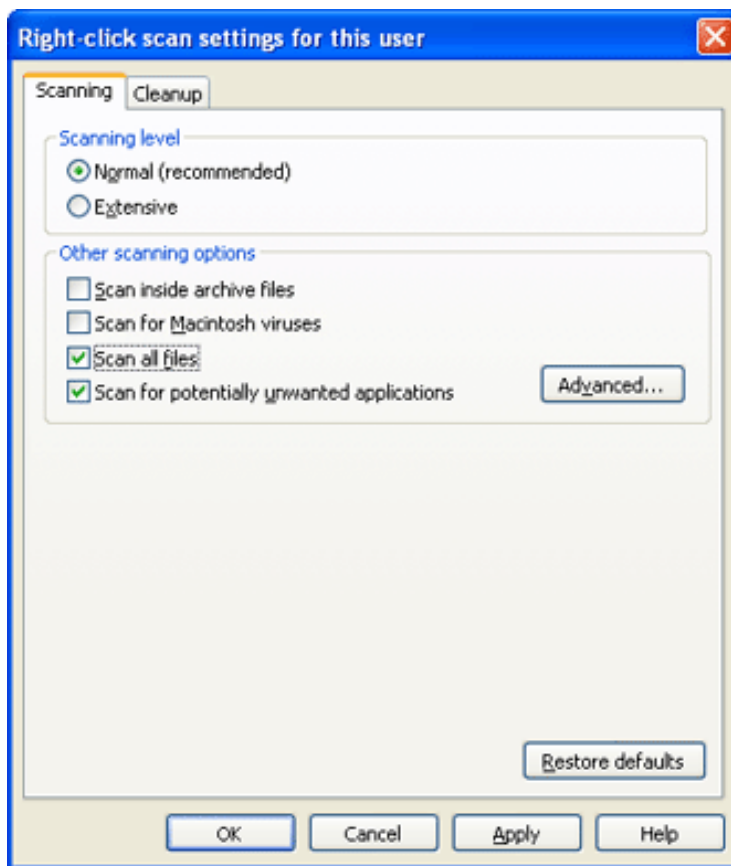 Right-click scan settings for this user
Scanning Cleanup
Scanning level
Normal (recommended)
Extensive
Other scanning options
Scan inside archive files
Scan for Macintosh viruses
Scan all files
Scan for potentially unwanted applications Advanced...
Restore defaults
OK Cancel Apply Help